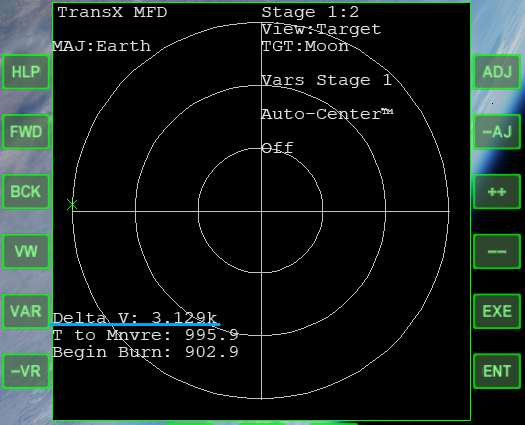 TransX MFD
Stage 1:2
View:Target
MAJ:Earth
TGT:Moon
Vars Stage 1
Auto-Center™
Off
Delta V: 3.129k
T to Mnvre: 995.9
Begin Burn: 902.9
HLP
FWD
BCK
VW
VAR
-VR
ADJ
-AJ
++
--
EXE
ENT